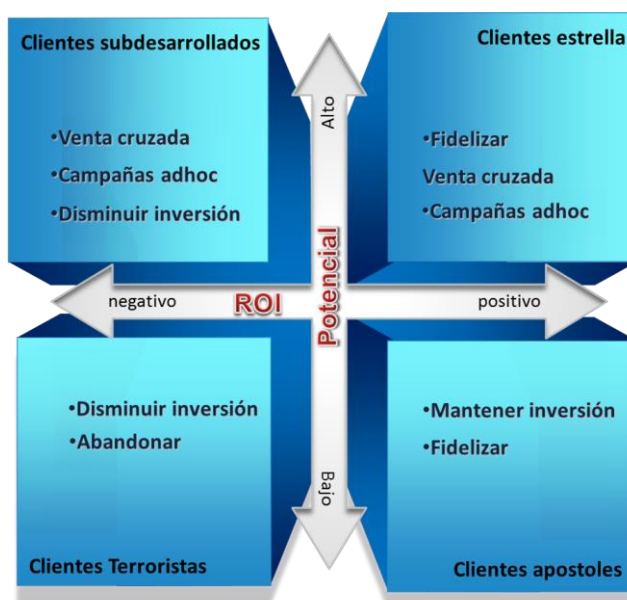 Clientes subdesarrollados
•Venta cruzada
•Campañas adhoc
•Disminuir inversión
Clientes estrella
•Fidelizar
Venta cruzada
•Campañas adhoc
Alto
Potencial
Bajo
negativo
ROI
positivo
•Disminuir inversión
•Abandonar
Clientes Terroristas
•Mantener inversión
•Fidelizar
Clientes apostoles